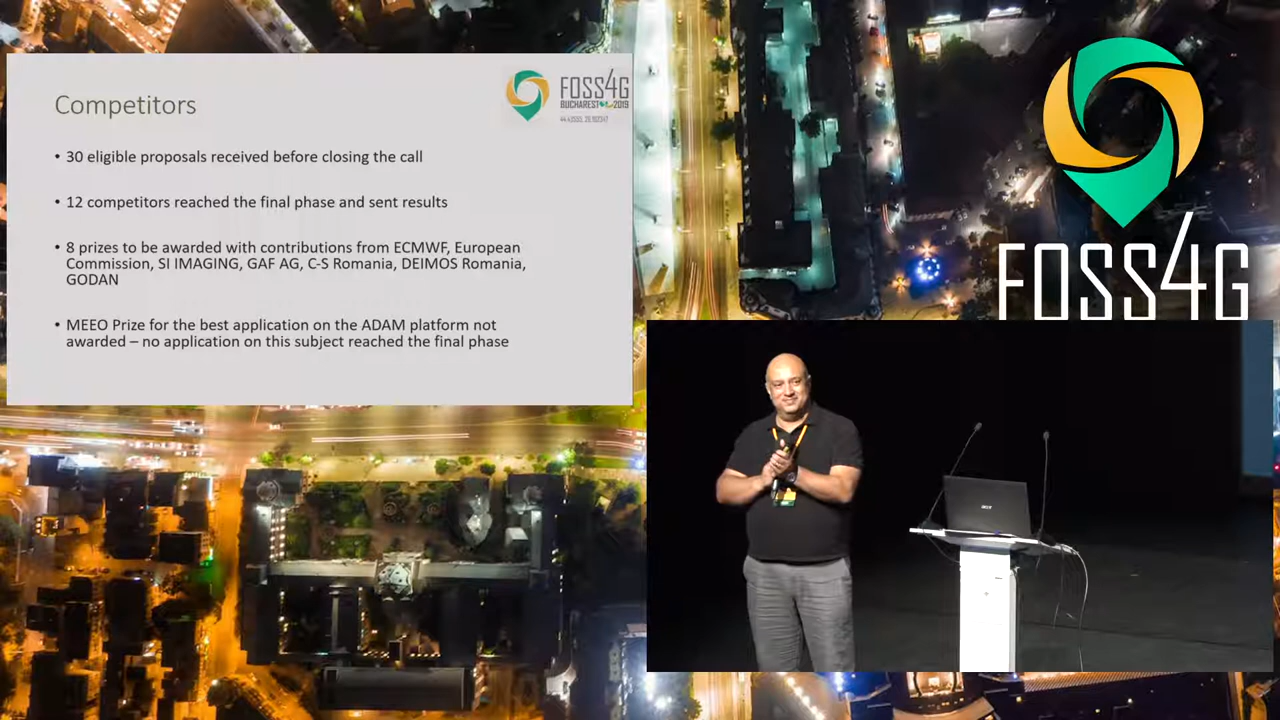 Competitors
FOSS4G
BUCHAREST 2019
• 30 eligible proposals received before closing the call
• 12 competitors reached the final phase and sent results
• 8 prizes to be awarded with contributions from ECMWF, European
Commission, SI IMAGING, GAF AG, C-S Romania, DEIMOS Romania,
GODAN
• MEEO Prize for the best application on the ADAM platform not
awarded – no application on this subject reached the final phase
FOSS4G
acer